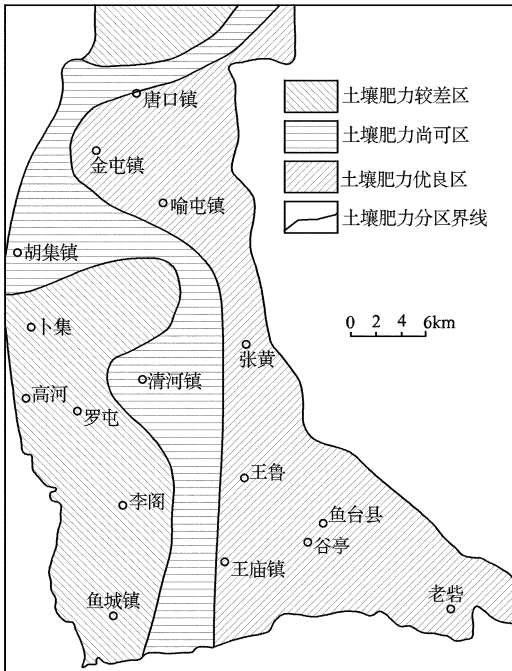 唐口镇
土壤肥力较差区
土壤肥力尚可区
金屯镇
土壤肥力优良区
喻屯镇
土壤肥力分区界线
胡集镇
0 2 4 6km
卜集
张黄
清河镇
高河
罗屯
王鲁
李阁
鱼台县
谷亭
王庙镇
鱼城镇
老砦